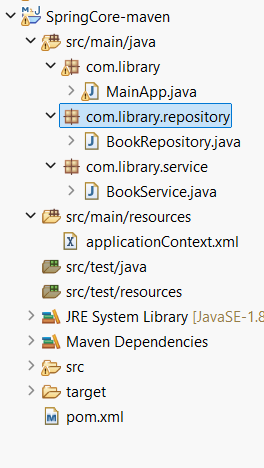 SpringCore-maven
src/main/java
com.library
MainApp.java
com.library.repository
BookRepository.java
com.library.service
BookService.java
src/main/resources
applicationContext.xml
src/test/java
src/test/resources
JRE System Library [JavaSE-1.8
Maven Dependencies
src
target
pom.xml